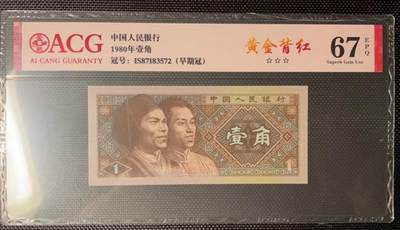 ACG
AI CANG GUARANTY
中国人民银行
1980年壹角
冠号：IS87183572（早期冠）
黄金背红
☆☆☆
67
EPQ
Superb Gem Unc
中国人民银行
壹角
1
1